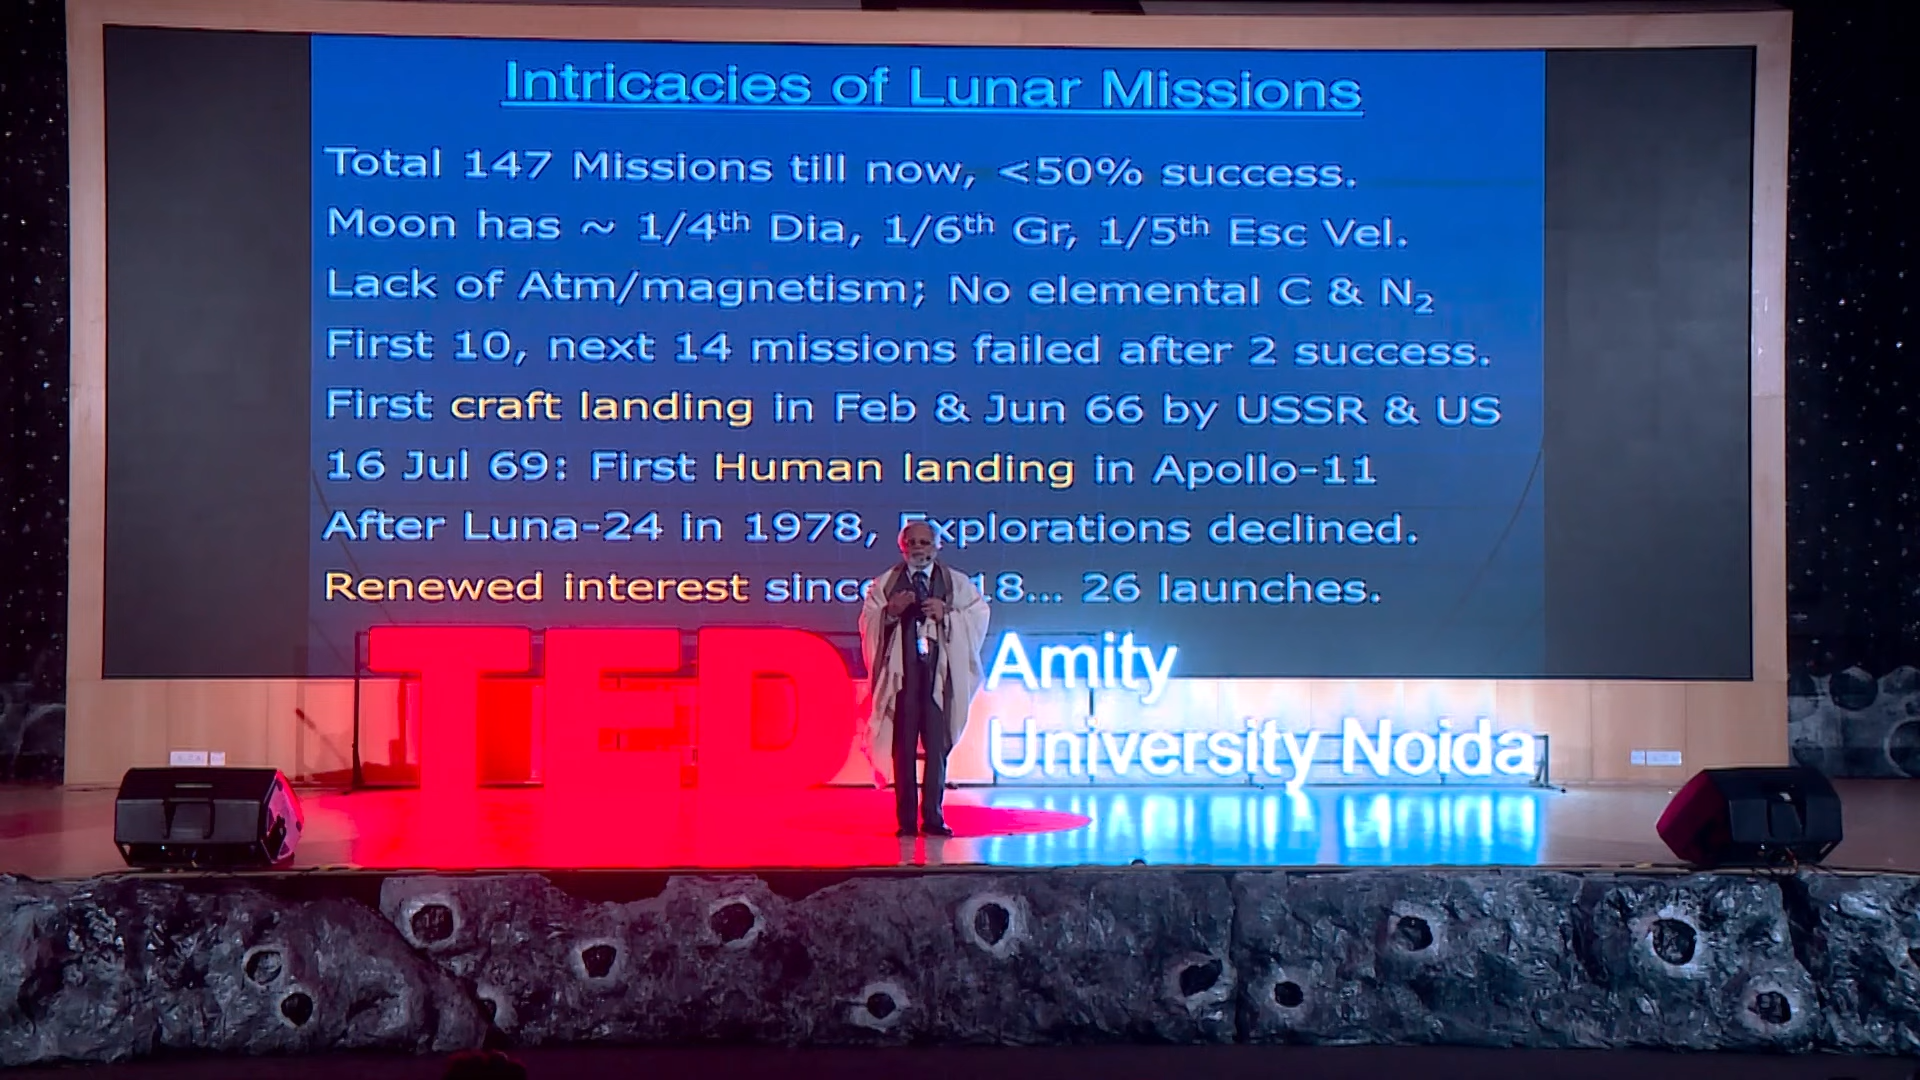 Intricacies of Lunar Missions
Total 147 Missions till now, <50% success.
Moon has ~ 1/4th Dia, 1/6th Gr, 1/5th Esc Vel.
Lack of Atm/magnetism; No elemental C & N₂
First 10, next 14 missions failed after 2 success.
First craft landing in Feb & Jun 66 by USSR & US
16 Jul 69: First Human landing in Apollo-11
After Luna-24 in 1978, Explorations declined.
Renewed interest since 18... 26 launches.
TED
Amity
University Noida